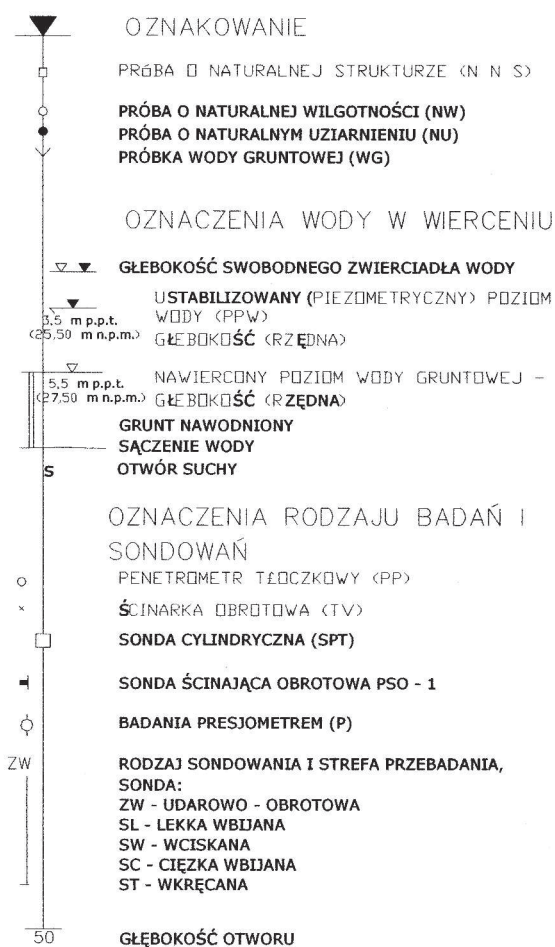 OZNAKOWANIE
PRóBA O NATURALNEJ STRUKTURZE (N N S)
PRÓBA O NATURALNEJ WILGOTNOŚCI (NW)
PRÓBA O NATURALNYM UZIARNIENIU (NU)
PRÓBKA WODY GRUNTOWEJ (WG)
OZNACZENIA WODY W WIERCENIU
GŁEBOKOŚĆ SWOBODNEGO ZWIERCIADŁA WODY
USTABILIZOWANY (PIEZOMETRYCZNY) POZIOM
WODY (PPW)
3,5 m p.p.t.
(25,50 m n.p.m.) GŁEBOKOŚĆ (RZĘDNA)
NAWIERCONY POZIOM WODY GRUNTOWEJ –
5,5 m p.p.t.
(27,50 m n.p.m.) GŁEBOKOŚĆ (RZĘDNA)
GRUNT NAWODNIONY
SĄCZENIE WODY
S OTWÓR SUCHY
OZNACZENIA RODZAJU BADAŃ I
SONDOWAŃ
PENETROMETR TŁOCZKOWY (PP)
ŚCINARKA OBROTOWA (TV)
SONDA CYLINDRYCZNA (SPT)
SONDA ŚCINAJĄCA OBROTOWA PSO - 1
BADANIA PRESJOMETREM (P)
ZW RODZAJ SONDOWANIA I STREFA PRZEBADANIA,
SONDA:
ZW - UDAROWO - OBROTOWA
SL - LEKKA WBIJANA
SW - WCISKANA
SC - CIĘZKA WBIJANA
ST - WKRĘCANA
50 GŁĘBOKOŚĆ OTWORU